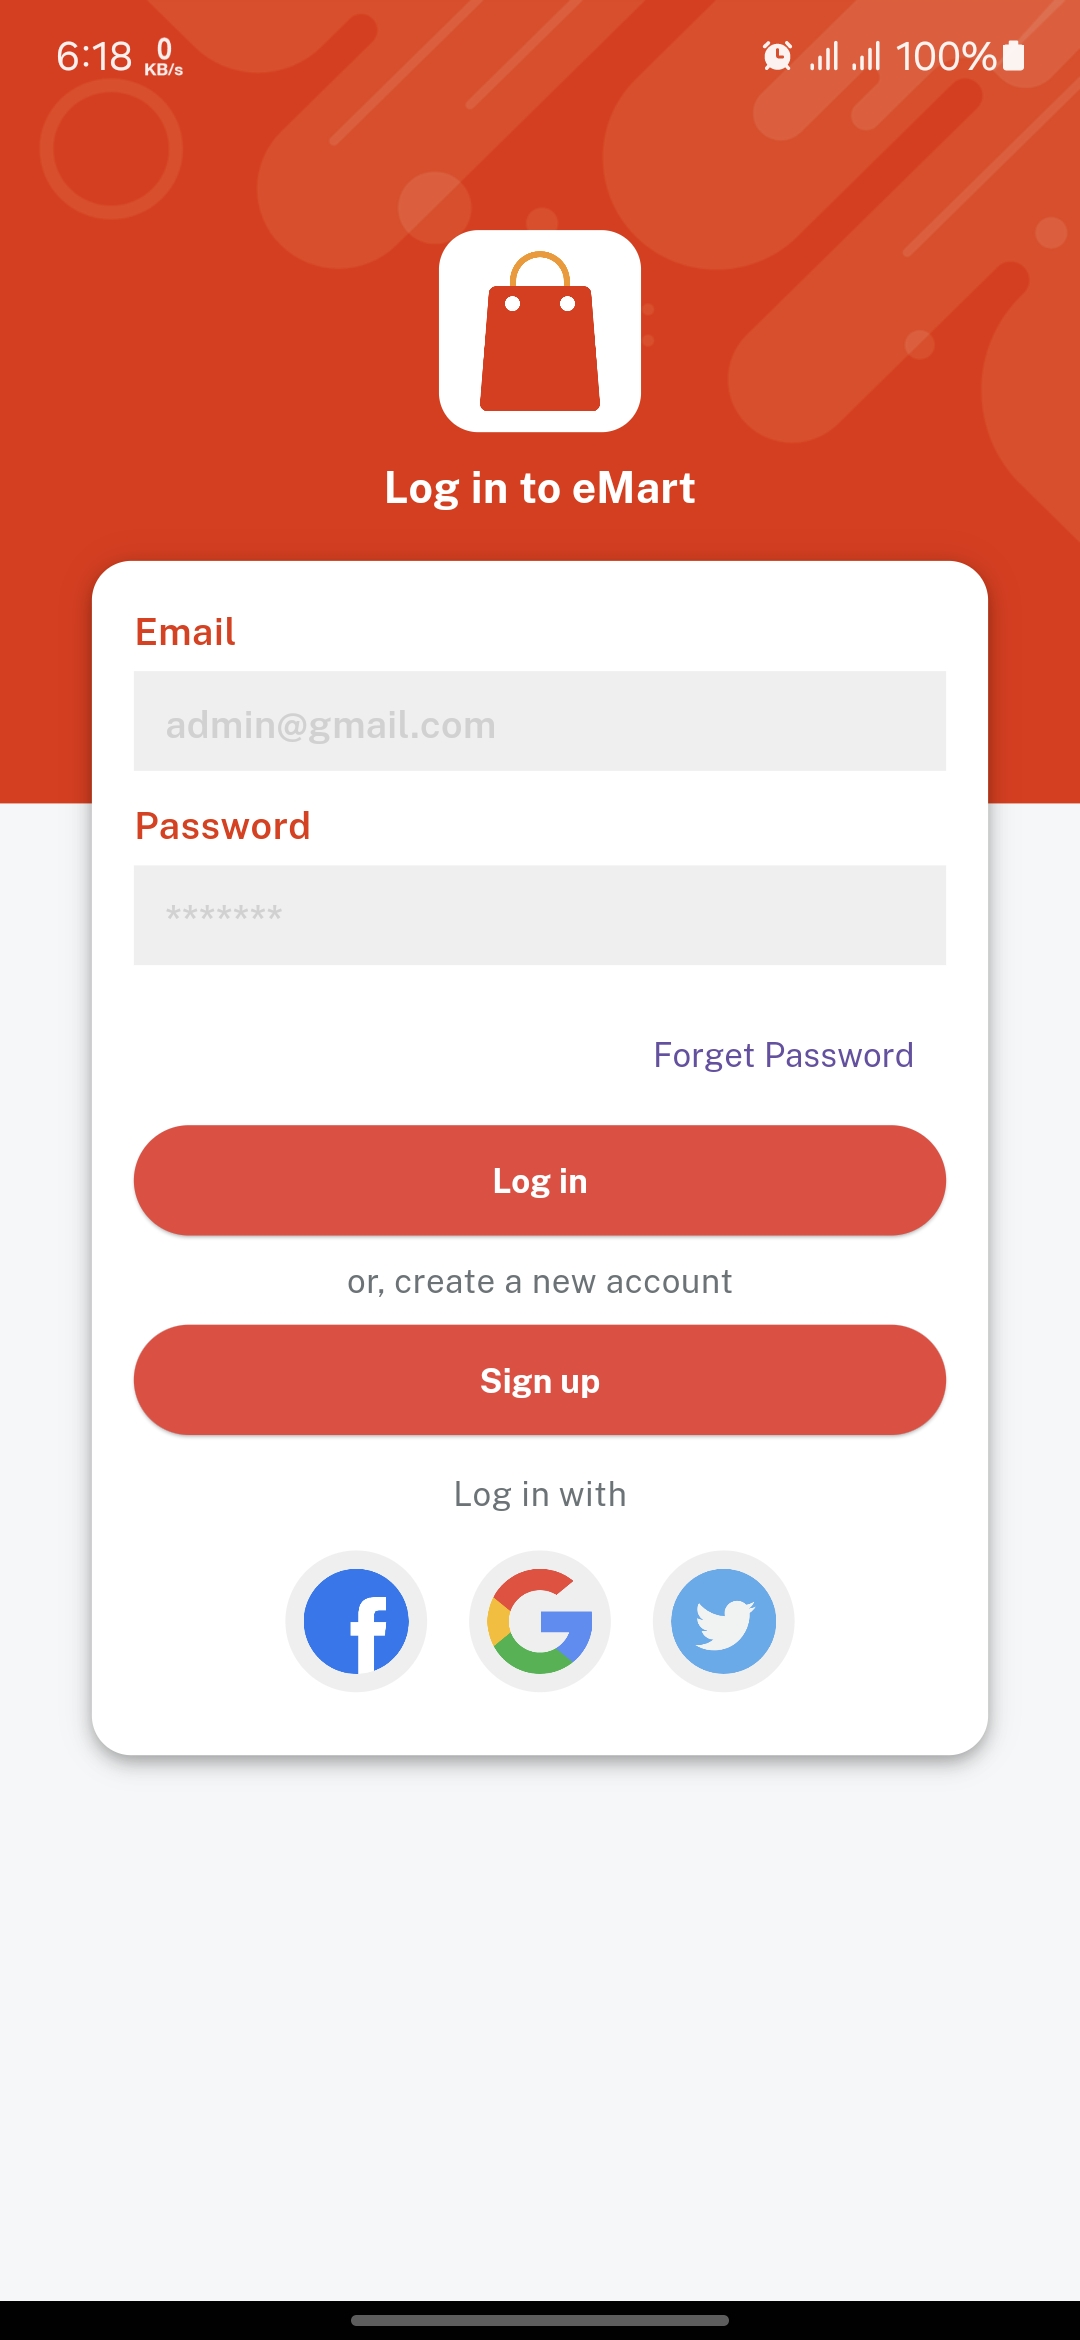 6:18 0 KB/s 100%
Log in to eMart
Email
admin@gmail.com
Password
*******
Forget Password
Log in
or, create a new account
Sign up
Log in with